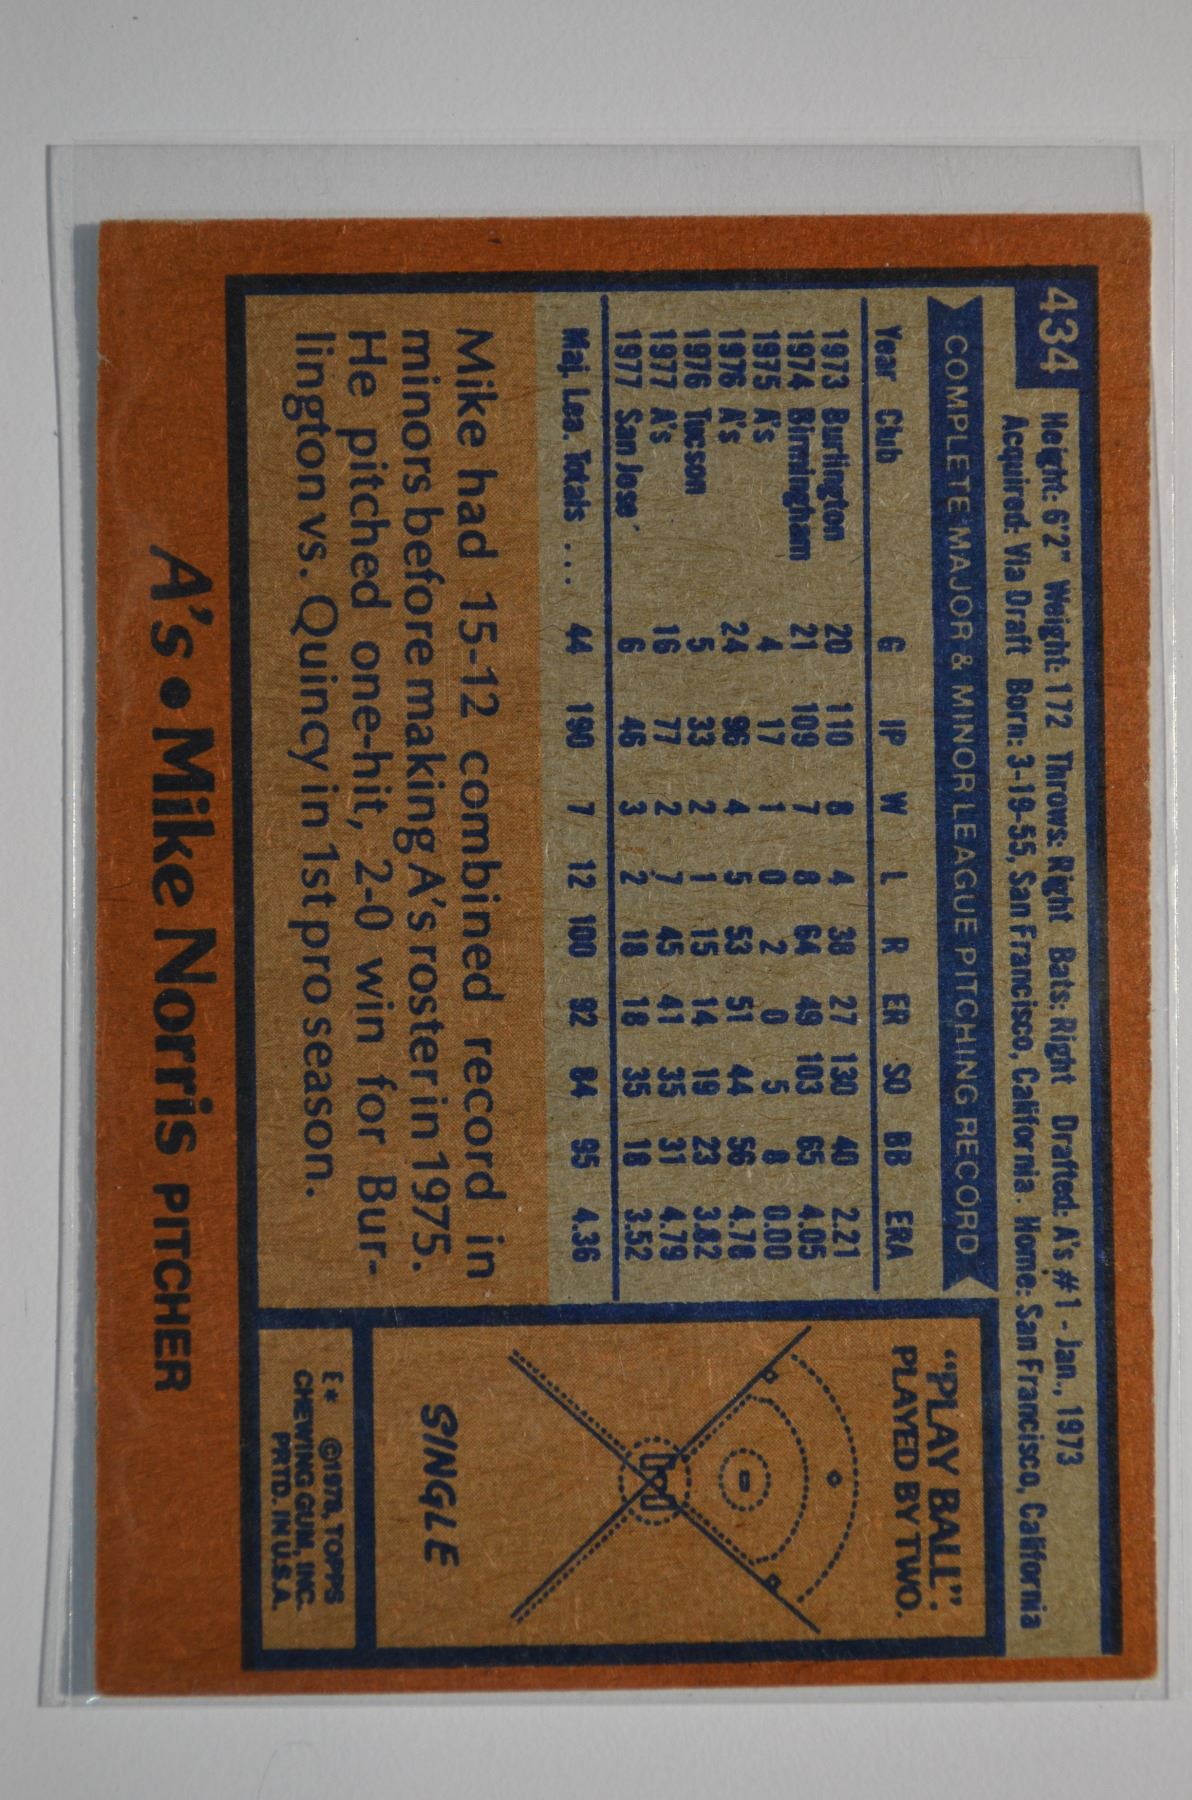 434
Height: 6'2" Weight: 172 Throws: Right Bats: Right Drafted: A's #1 - Jan., 1973
Acquired: Via Draft Born: 3-19-55, San Francisco, California. Home: San Francisco, California
COMPLETE MAJOR & MINOR LEAGUE PITCHING RECORD
Year Club G IP W L R ER SO BB ERA
1973 Burlington 20 110 8 4 38 27 130 40 2.21
1974 Birmingham 21 109 7 8 64 49 103 65 4.05
1975 A's 4 17 1 0 2 0 5 8 0.00
1976 A's 24 96 4 5 53 51 44 56 4.78
1976 Tucson 5 33 2 1 15 14 19 23 3.82
1977 A's 16 77 2 7 45 41 35 31 4.79
1977 San Jose' 6 46 3 2 18 18 35 18 3.52
Maj. Lea. Totals .... 44 190 7 12 100 92 84 95 4.36
Mike had 15-12 combined record in
minors before making A's roster in 1975.
He pitched one-hit, 2-0 win for Bur-
lington vs. Quincy in 1st pro season.
"PLAY BALL".
PLAYED BY TWO.
SINGLE
E* ©1978, TOPPS
CHEWING GUM, INC.
PRTD. IN U.S.A.
A's • Mike Norris PITCHER